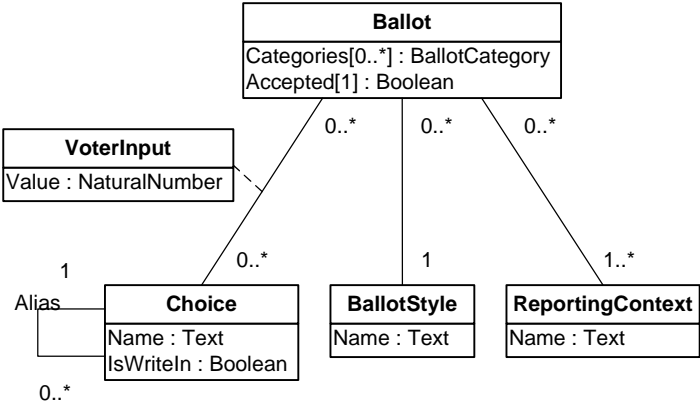 Ballot
Categories[0..*] : BallotCategory
Accepted[1] : Boolean
0..* 0..* 0..*
VoterInput
Value : NaturalNumber
0..* 1 1..*
1
Alias
Choice
Name : Text
IsWriteIn : Boolean
BallotStyle
Name : Text
ReportingContext
Name : Text
0..*